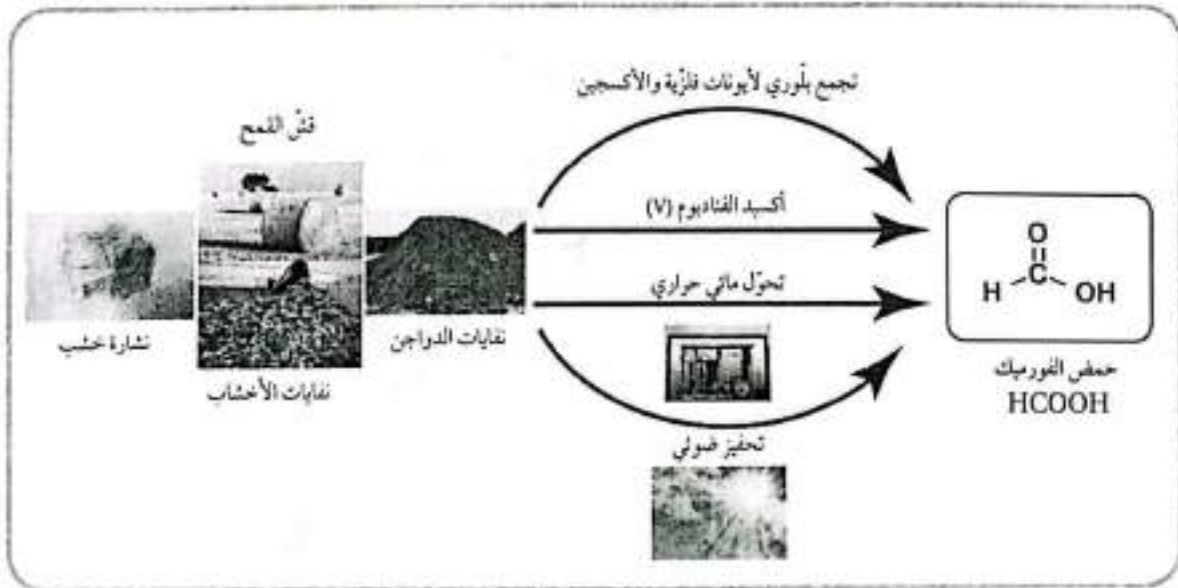 تجمع بلّوري لأيونات فلزّية والأكسجين
قشّ القمح
أكسيد الفناديوم (V)
O
H C OH
تحوّل مائي حراري
نشارة خشب
نفايات الدواجن
نفايات الأخشاب
حمض الفورميك
HCOOH
تحفيز ضوئي